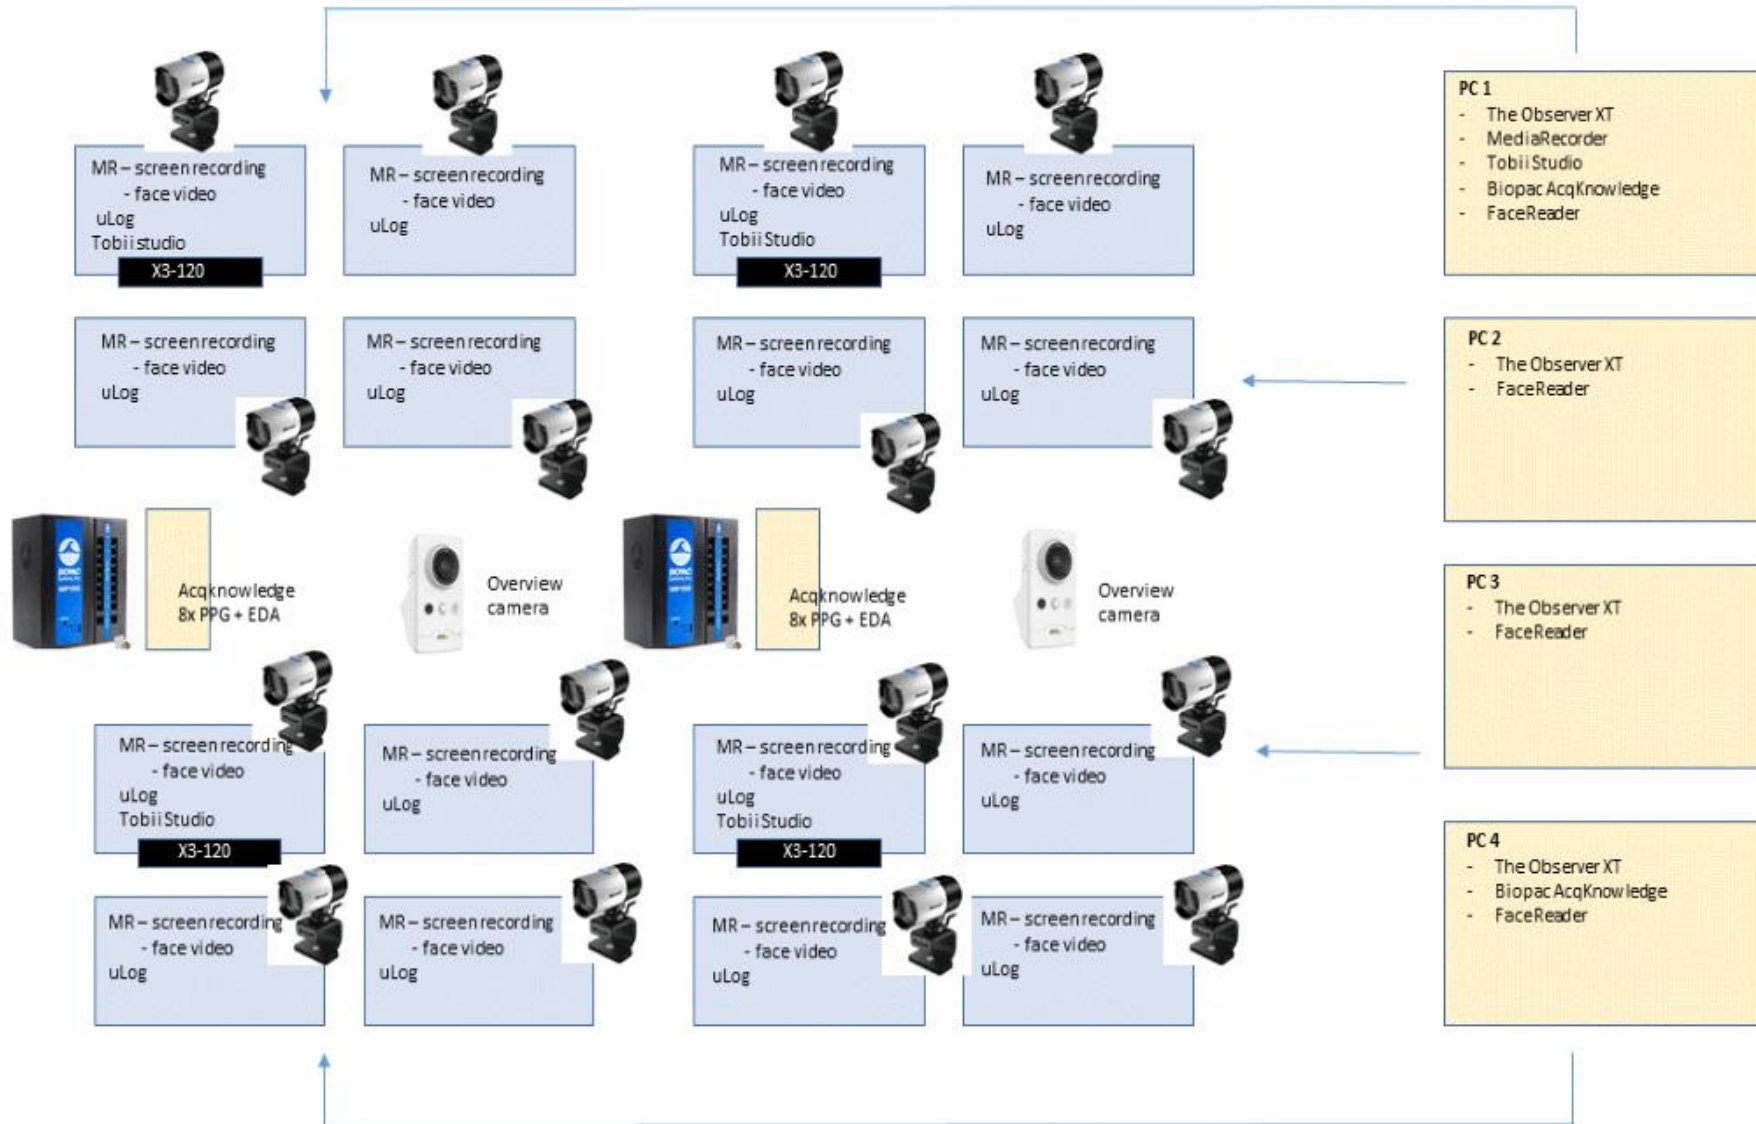 MR – screen recording
- face video
uLog
Tobii studio
X3-120
MR – screen recording
- face video
uLog
MR – screen recording
- face video
uLog
Tobii Studio
X3-120
MR – screen recording
- face video
uLog
PC 1
- The Observer XT
- MediaRecorder
- Tobii Studio
- Biopac AcqKnowledge
- FaceReader
MR – screen recording
- face video
uLog
MR – screen recording
- face video
uLog
MR – screen recording
- face video
uLog
MR – screen recording
- face video
uLog
PC 2
- The Observer XT
- FaceReader
BIOPAC
Acqknowledge
8x PPG + EDA
Overview
camera
BIOPAC
Acqknowledge
8x PPG + EDA
Overview
camera
PC 3
- The Observer XT
- FaceReader
MR – screen recording
- face video
uLog
Tobii Studio
X3-120
MR – screen recording
- face video
uLog
MR – screen recording
- face video
uLog
Tobii Studio
X3-120
MR – screen recording
- face video
uLog
PC 4
- The Observer XT
- Biopac AcqKnowledge
- FaceReader
MR – screen recording
- face video
uLog
MR – screen recording
- face video
uLog
MR – screen recording
- face video
uLog
MR – screen recording
- face video
uLog